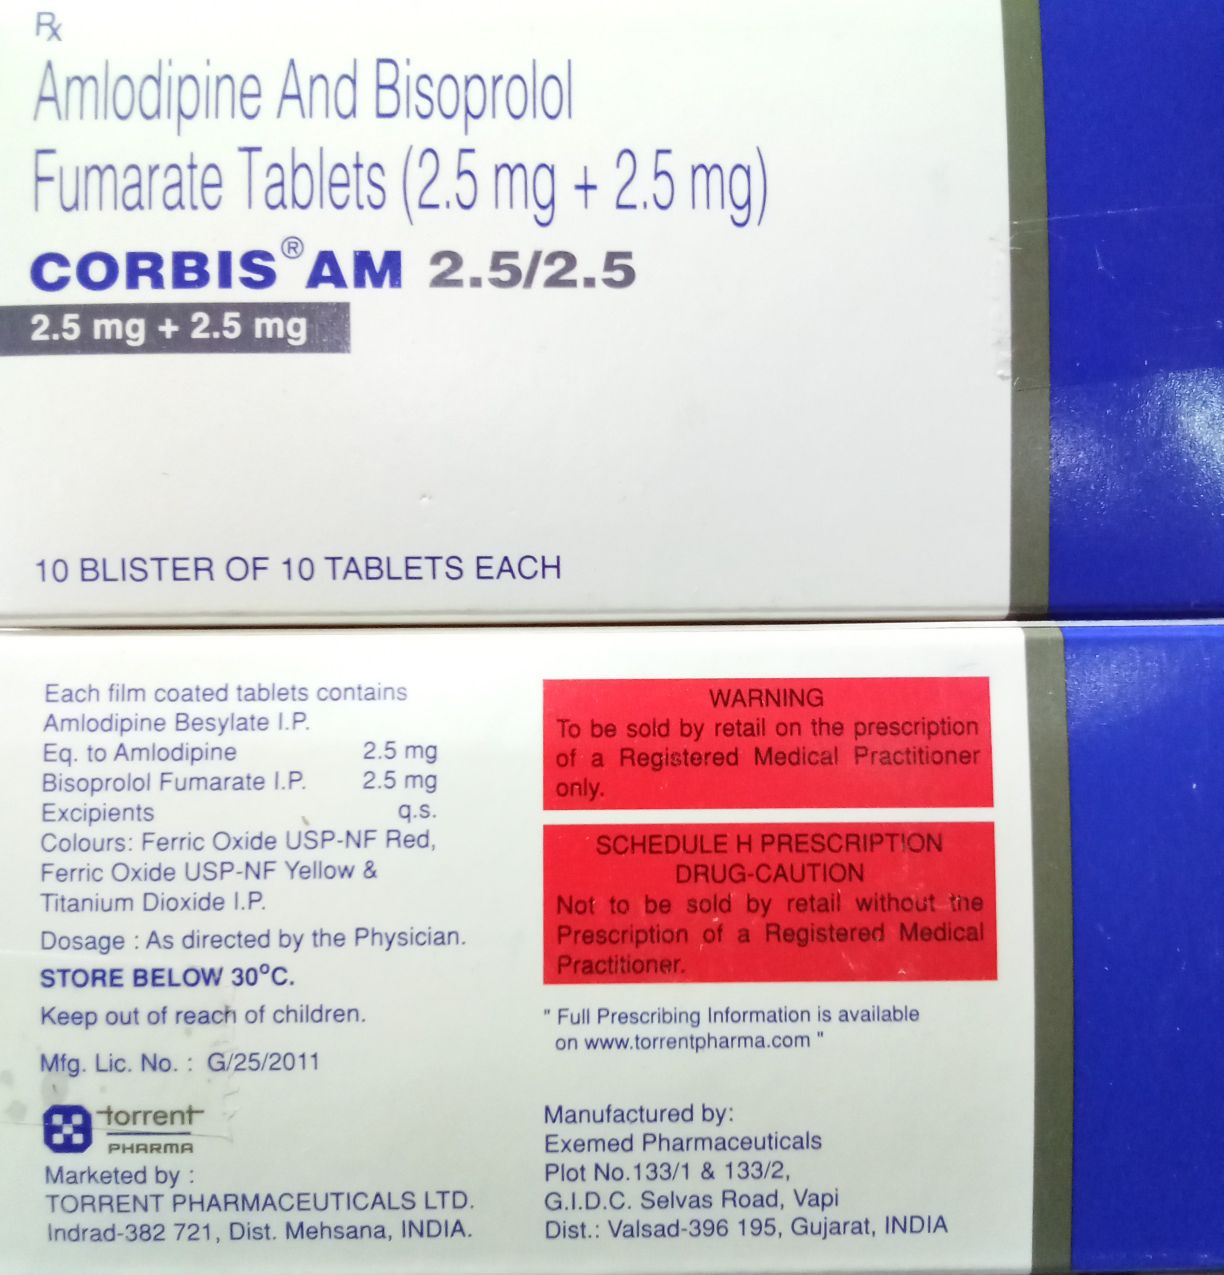 Rx
Amlodipine And Bisoprolol
Fumarate Tablets (2.5 mg + 2.5 mg)
CORBIS® AM 2.5/2.5
2.5 mg + 2.5 mg
10 BLISTER OF 10 TABLETS EACH
Each film coated tablets contains
Amlodipine Besylate I.P.
Eq. to Amlodipine 2.5 mg
Bisoprolol Fumarate I.P. 2.5 mg
Excipients q.s.
Colours: Ferric Oxide USP-NF Red,
Ferric Oxide USP-NF Yellow &
Titanium Dioxide I.P.
Dosage : As directed by the Physician.
STORE BELOW 30°C.
Keep out of reach of children.
Mfg. Lic. No. : G/25/2011
torrent
PHARMA
Marketed by :
TORRENT PHARMACEUTICALS LTD.
Indrad-382 721, Dist. Mehsana, INDIA.
WARNING
To be sold by retail on the prescription
of a Registered Medical Practitioner
only.
SCHEDULE H PRESCRIPTION
DRUG-CAUTION
Not to be sold by retail without the
Prescription of a Registered Medical
Practitioner.
" Full Prescribing Information is available
on www.torrentpharma.com "
Manufactured by:
Exemed Pharmaceuticals
Plot No.133/1 & 133/2,
G.I.D.C. Selvas Road, Vapi
Dist.: Valsad-396 195, Gujarat, INDIA